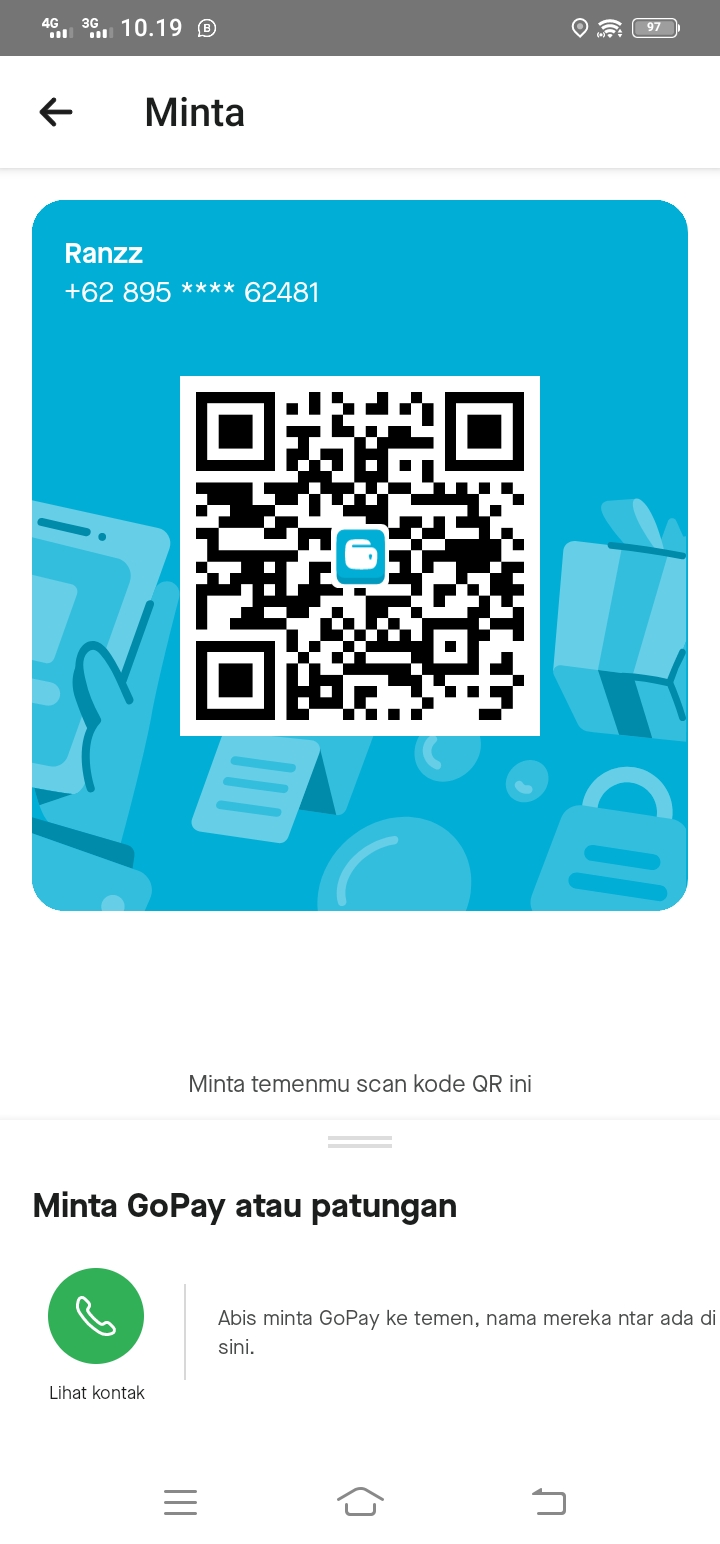 4G 3G 10.19 B 97
Minta
Ranzz
+62 895 **** 62481
Minta temenmu scan kode QR ini
Minta GoPay atau patungan
Abis minta GoPay ke temen, nama mereka ntar ada di
sini.
Lihat kontak